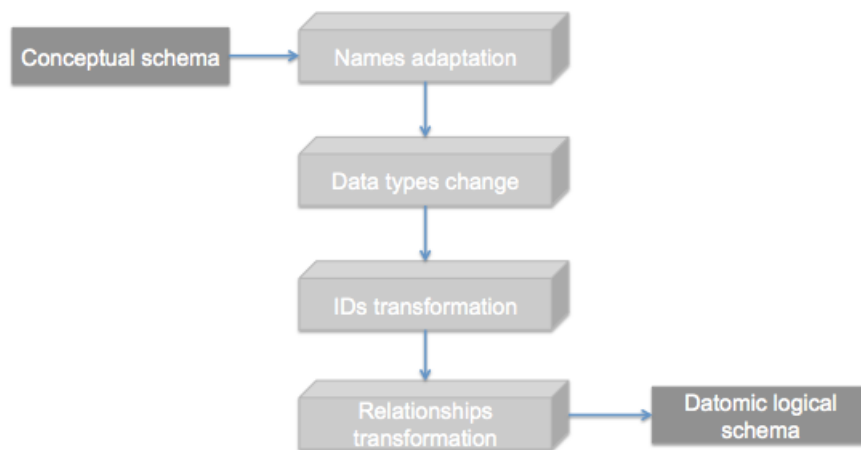 Conceptual schema
Names adaptation
Data types change
IDs transformation
Relationships
transformation
Datomic logical
schema